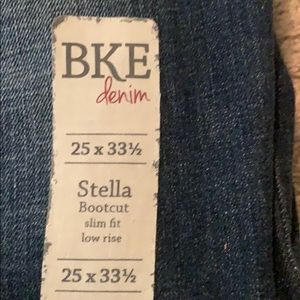 BKE
denim
25 x 33½
Stella
Bootcut
slim fit
low rise
25 x 33½